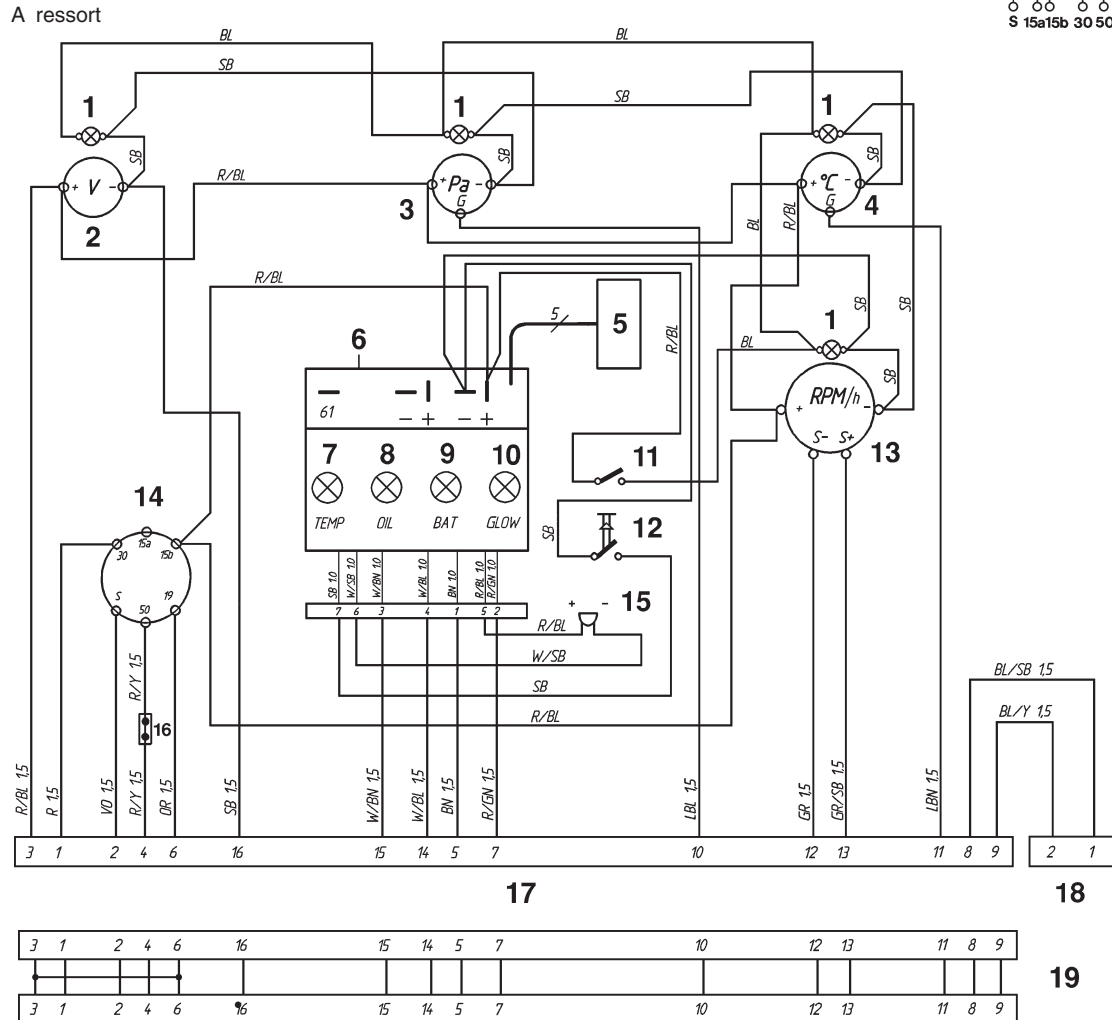 A ressort
S 15a 15b 30 50
BL
BL
SB
SB
1
1
1
SB
SB
SB
+ V -
R/BL
+ Pa -
G
+ °C -
G
2
3
4
BL
R/BL
R/BL
5
5
R/BL
SB
SB
1
6
BL
SB
61
- +
- +
RPM/h
+
-
S- S+
13
7
8
9
10
11
TEMP
OIL
BAT
GLOW
14
SB
12
30
15a
15b
S
50
19
SB 1.0
W/SB 1.0
W/BN 1.0
W/BL 1.0
BN 1.0
R/BL 1.0
R/GN 1.0
7 6 3 4 1 5 2
+ -
15
R/BL
W/SB
SB
R/BL
R/Y 1,5
16
BL/SB 1,5
BL/Y 1,5
R/BL 1,5
R 1,5
VO 1,5
R/Y 1,5
OR 1,5
SB 1,5
W/BN 1,5
W/BL 1,5
BN 1,5
R/GN 1,5
LBL 1,5
GR 1,5
GR/SB 1,5
LBN 1,5
3 1 2 4 6 16 15 14 5 7 10 12 13 11 8 9
2 1
17
18
3 1 2 4 6 16 15 14 5 7 10 12 13 11 8 9
19
3 1 2 4 6 16 15 14 5 7 10 12 13 11 8 9